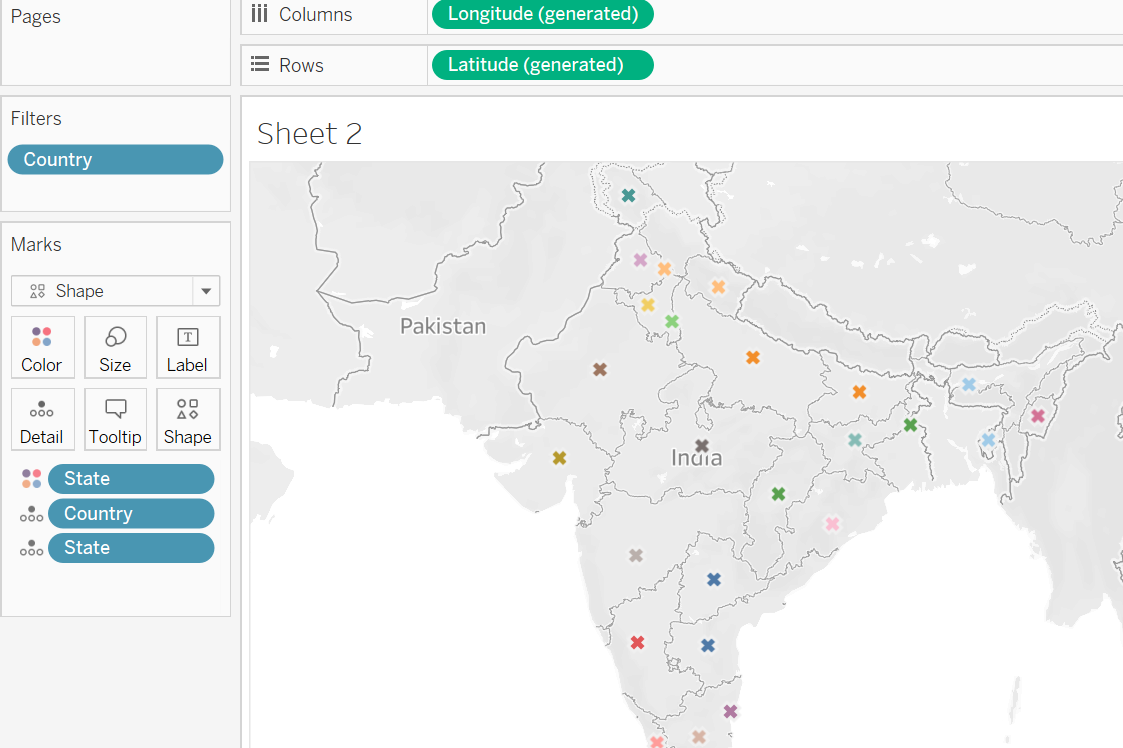 Pages
Columns
Longitude (generated)
Rows
Latitude (generated)
Filters
Country
Sheet 2
Marks
Shape
Color
Size
Label
Detail
Tooltip
Shape
State
Country
State
Pakistan
India